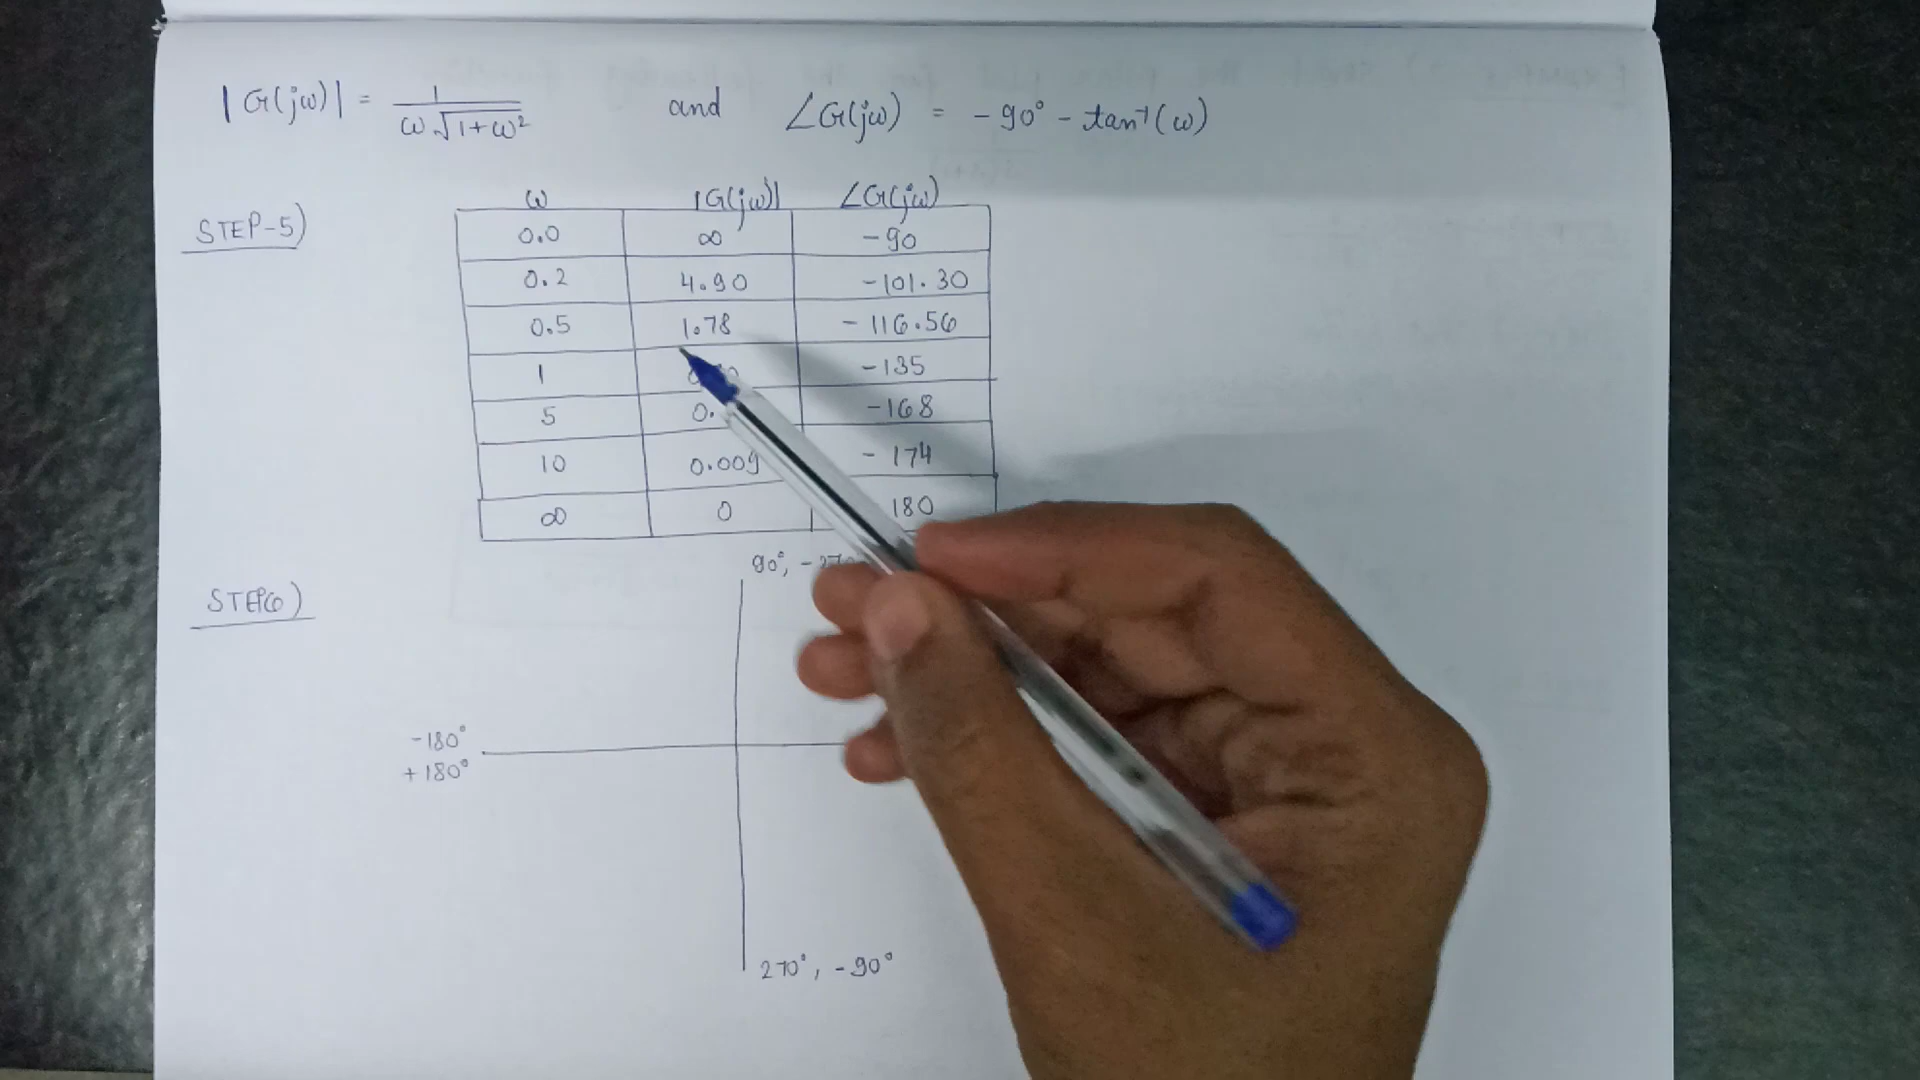 |G(jω)| = 1/(ω√1+ω²) and ∠G(jω) = -90° - tan⁻¹(ω)
STEP-5)
ω |G(jω)| ∠G(jω)
0.0 ∞ -90
0.2 4.90 -101.30
0.5 1.78 -116.56
1 -135
5 0. -168
10 0.009 -174
∞ 0 180
90°, -270
STEP6)
-180°
+180°
270°, -90°